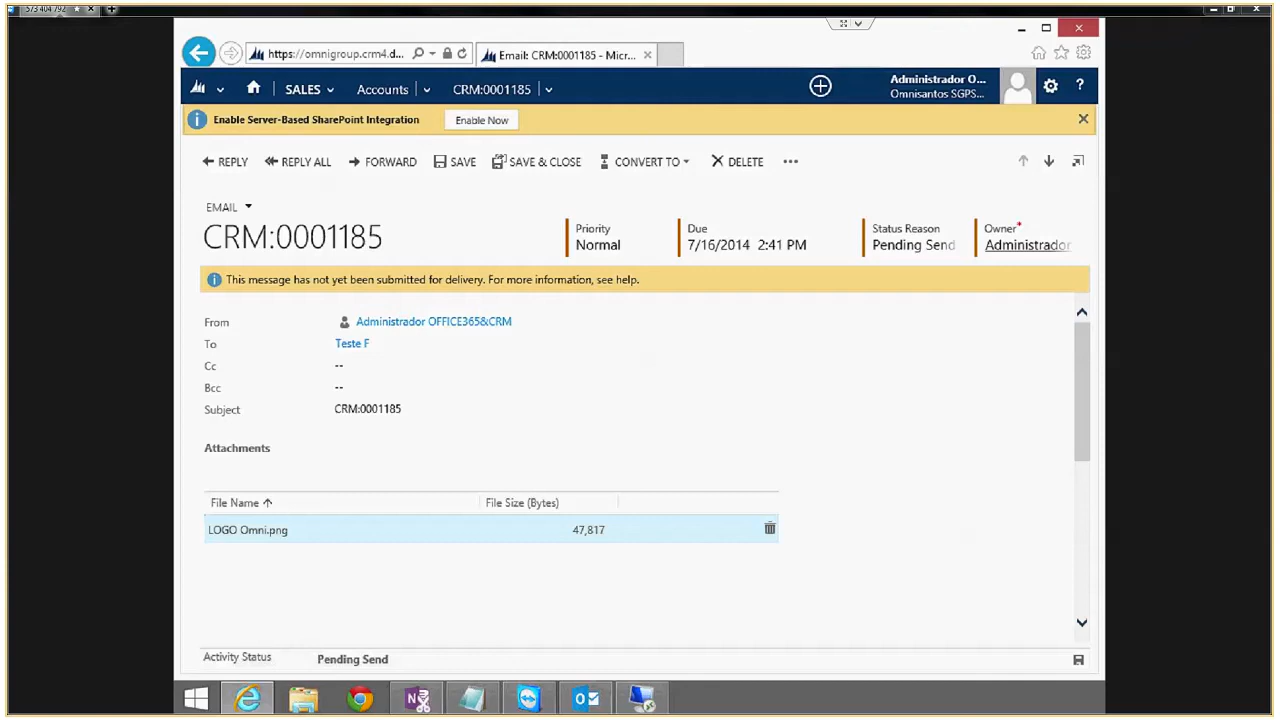 573 404 792
https://omnigroup.crm4.d...
Email: CRM:0001185 - Micr...
SALES
Accounts
CRM:0001185
Administrador O...
Omnisantos SGPS...
?
Enable Server-Based SharePoint Integration
Enable Now
REPLY
REPLY ALL
FORWARD
SAVE
SAVE & CLOSE
CONVERT TO
DELETE
EMAIL
CRM:0001185
Priority
Normal
Due
7/16/2014 2:41 PM
Status Reason
Pending Send
Owner*
Administrador
This message has not yet been submitted for delivery. For more information, see help.
From
Administrador OFFICE365&CRM
To
Teste F
Cc
--
Bcc
--
Subject
CRM:0001185
Attachments
File Name
File Size (Bytes)
LOGO Omni.png
47,817
Activity Status
Pending Send